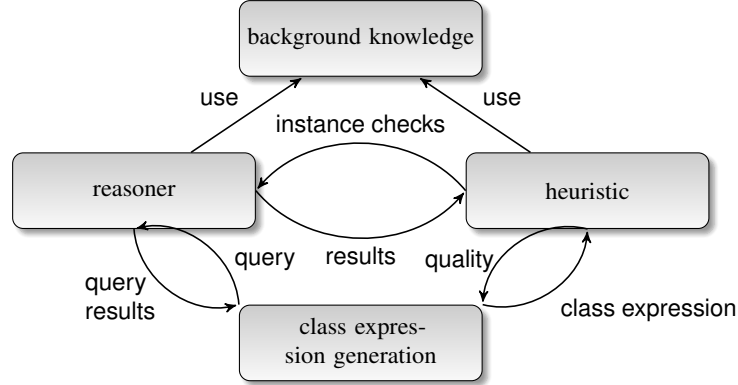 background knowledge
use
use
instance checks
reasoner
heuristic
query
results
quality
query
results
class expression
class expres-
sion generation